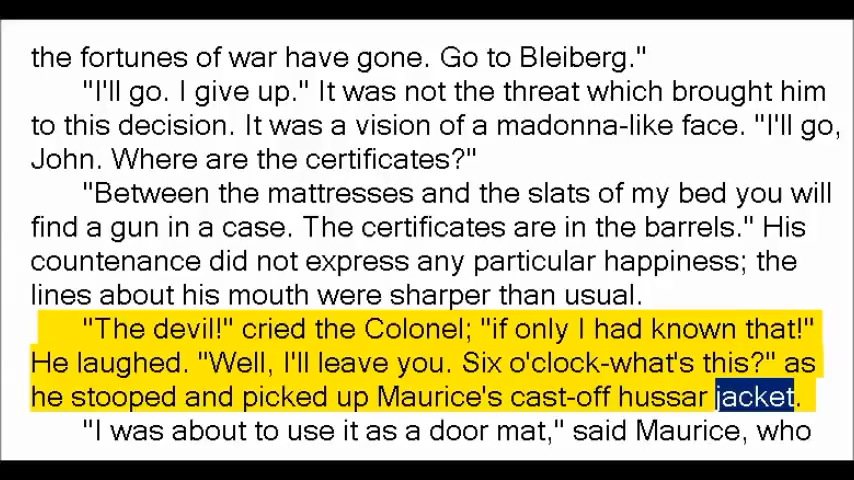 the fortunes of war have gone. Go to Bleiberg."
"I'll go. I give up." It was not the threat which brought him
to this decision. It was a vision of a madonna-like face. "I'll go,
John. Where are the certificates?"
"Between the mattresses and the slats of my bed you will
find a gun in a case. The certificates are in the barrels." His
countenance did not express any particular happiness; the
lines about his mouth were sharper than usual.
"The devil!" cried the Colonel; "if only I had known that!"
He laughed. "Well, I'll leave you. Six o'clock-what's this?" as
he stooped and picked up Maurice's cast-off hussar jacket.
"I was about to use it as a door mat," said Maurice, who